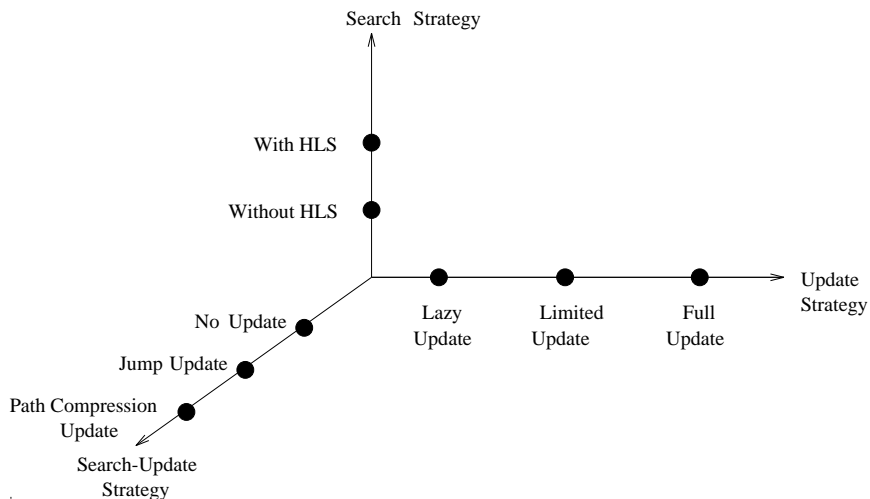 Search Strategy
With HLS
Without HLS
Update
Strategy
Lazy
Update
Limited
Update
Full
Update
No Update
Jump Update
Path Compression
Update
Search-Update
Strategy